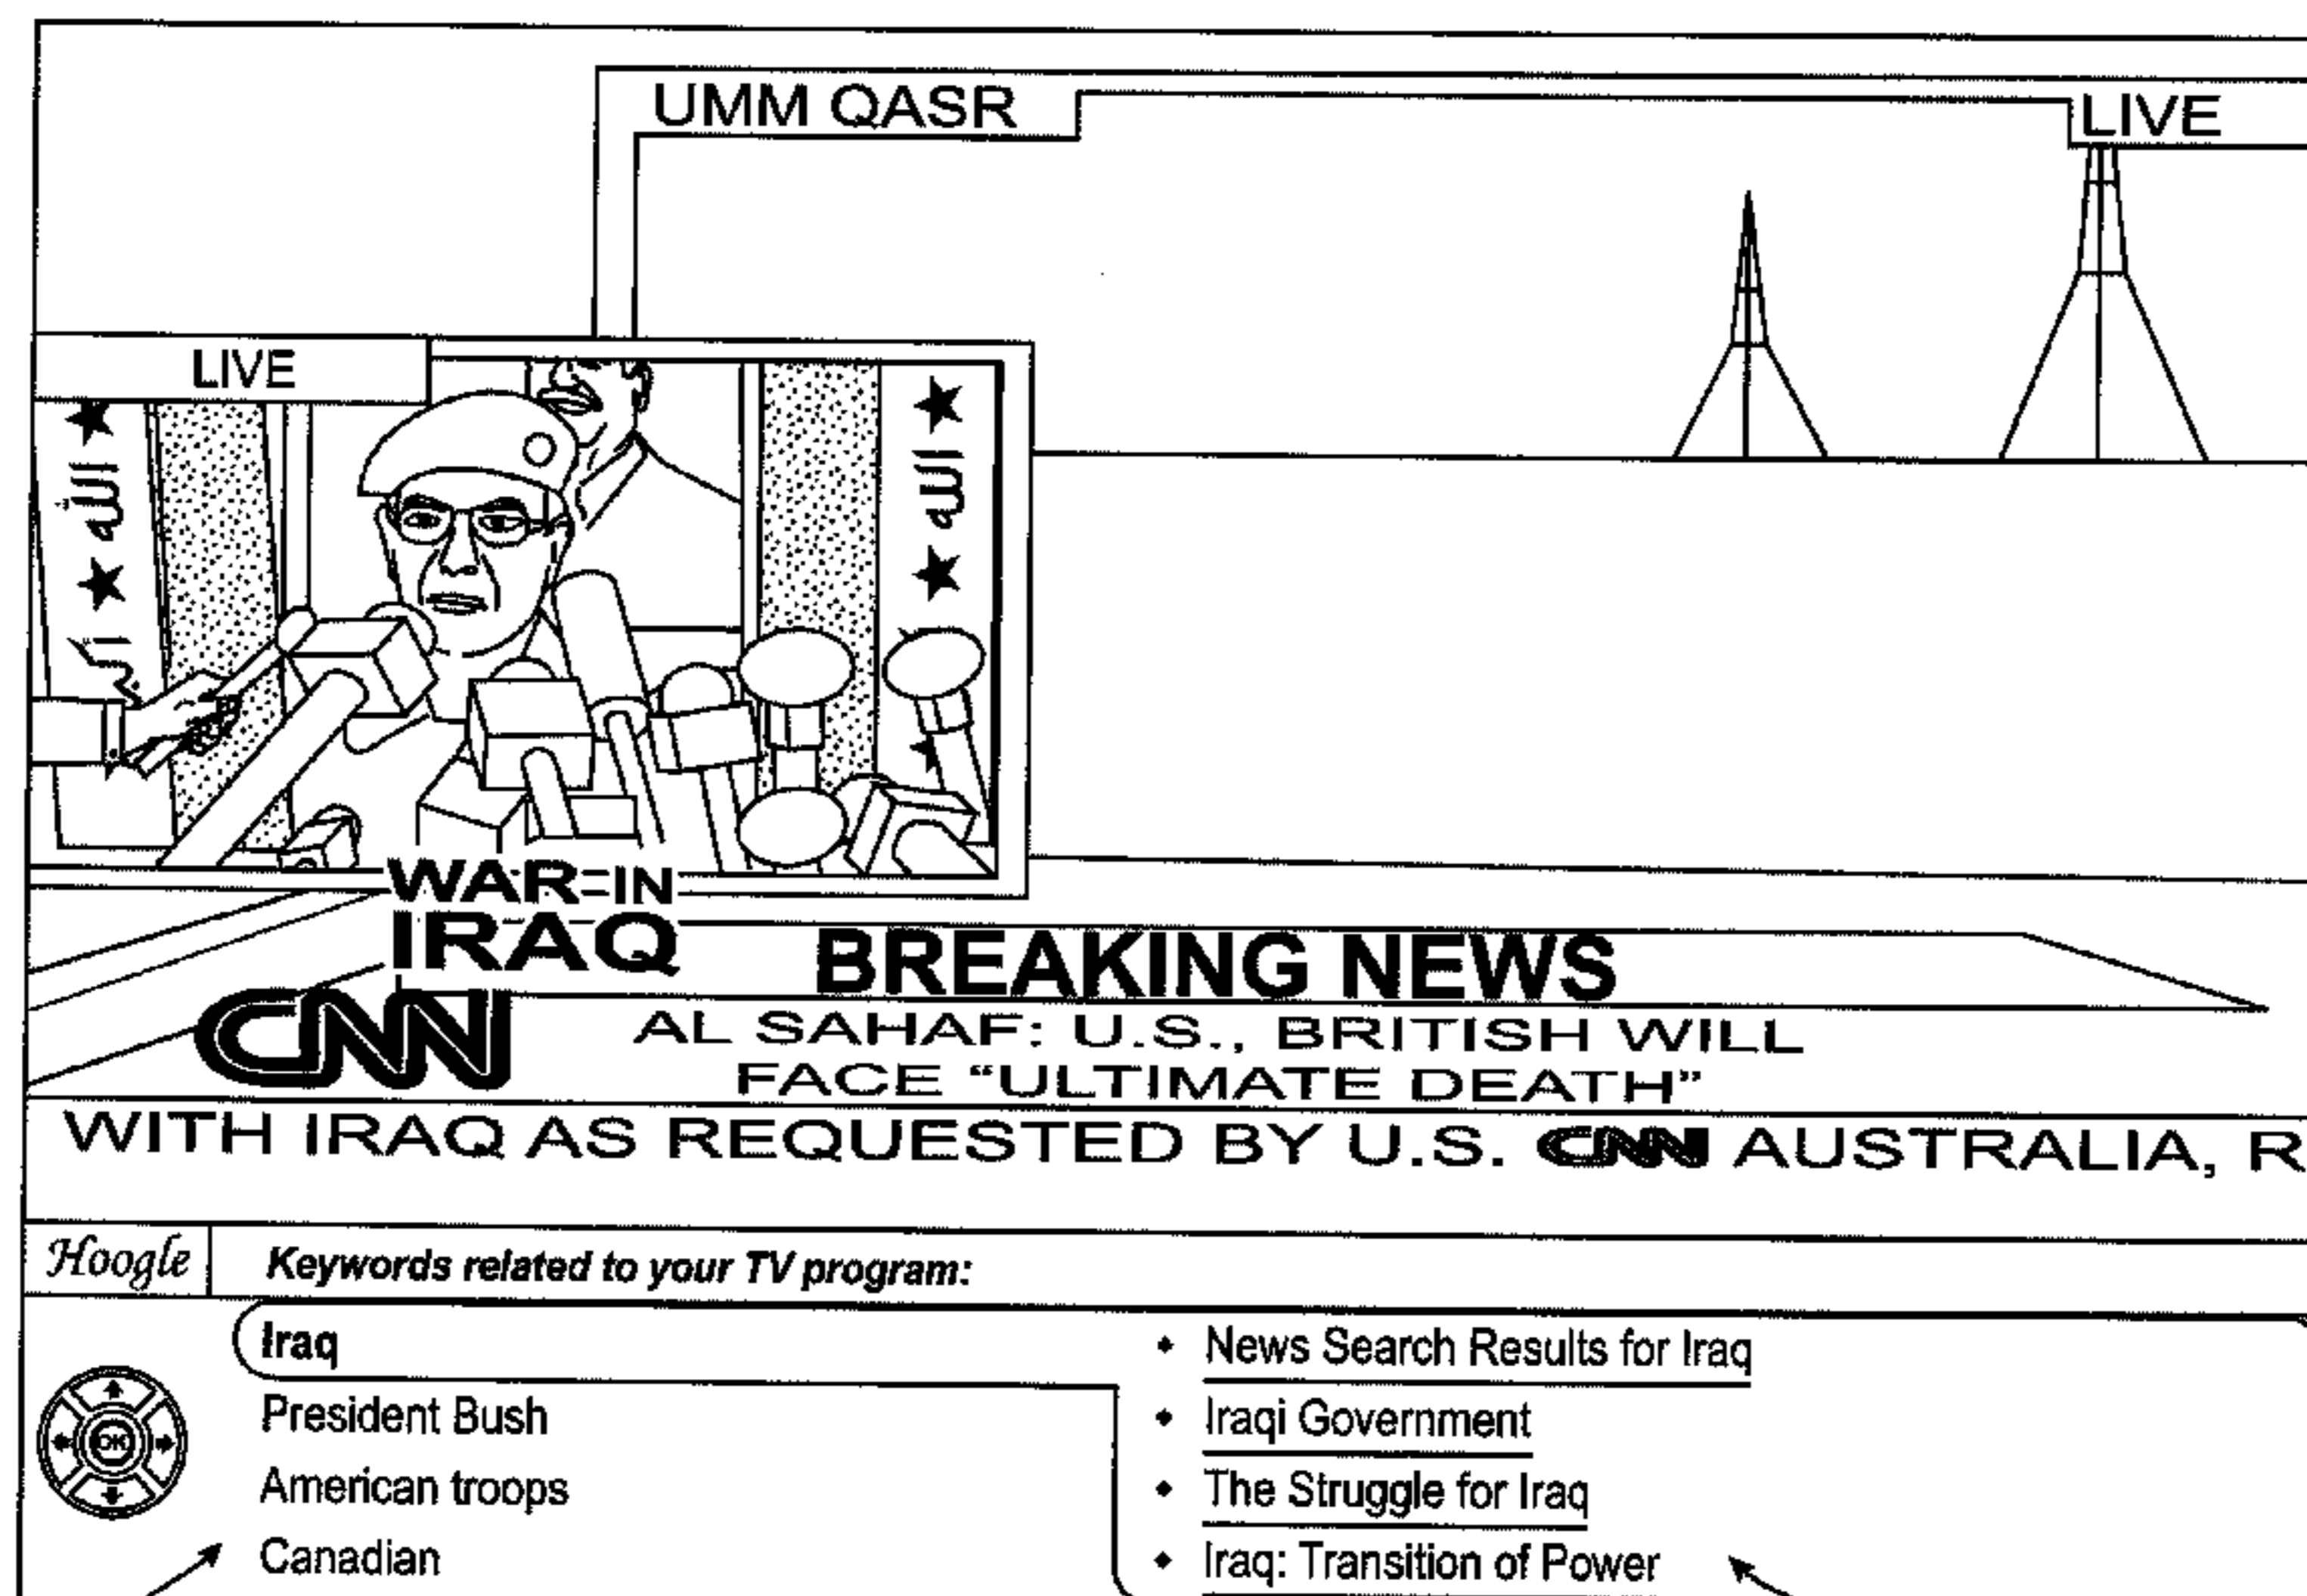 UMM QASR
LIVE
LIVE
★ الله ★
★ الله ★
WAR IN
IRAQ
BREAKING NEWS
CNN
AL SAHAF: U.S., BRITISH WILL
FACE “ULTIMATE DEATH”
WITH IRAQ AS REQUESTED BY U.S. CNN AUSTRALIA, R
Hoogle
Keywords related to your TV program:
Iraq
President Bush
American troops
Canadian
OK
• News Search Results for Iraq
• Iraqi Government
• The Struggle for Iraq
• Iraq: Transition of Power